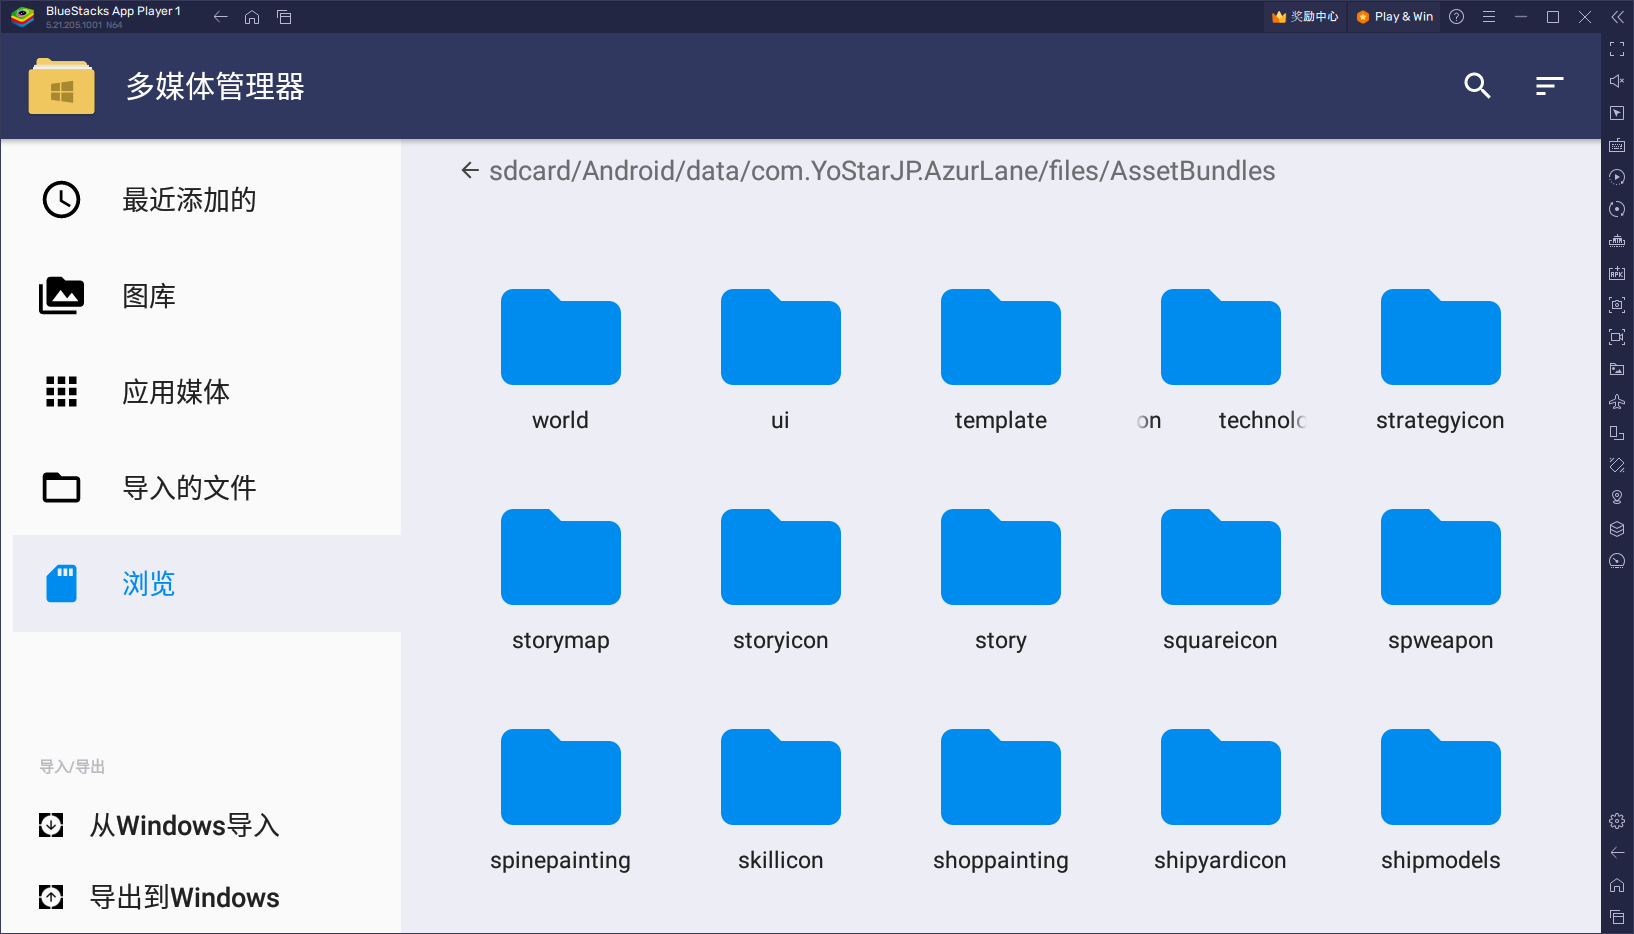 BlueStacks App Player 1
5.21.205.1001 N64
奖励中心
Play & Win
多媒体管理器
最近添加的
图库
应用媒体
导入的文件
浏览
导入/导出
从Windows导入
导出到Windows
sdcard/Android/data/com.YoStarJP.AzurLane/files/AssetBundles
world
ui
template
on technolo
strategyicon
storymap
storyicon
story
squareicon
spweapon
spinepainting
skillicon
shoppainting
shipyardicon
shipmodels